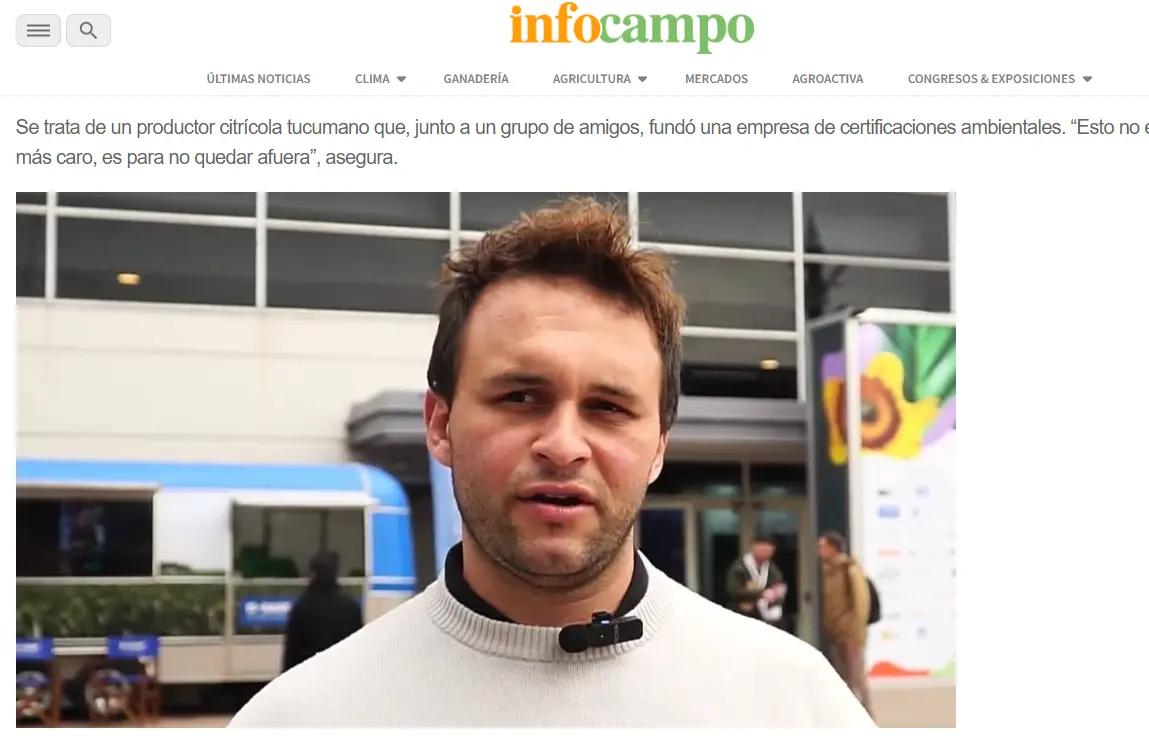 infocampo
ÚLTIMAS NOTICIAS CLIMA GANADERÍA AGRICULTURA MERCADOS AGROACTIVA CONGRESOS & EXPOSICIONES
Se trata de un productor citrícola tucumano que, junto a un grupo de amigos, fundó una empresa de certificaciones ambientales. “Esto no
más caro, es para no quedar afuera”, asegura.